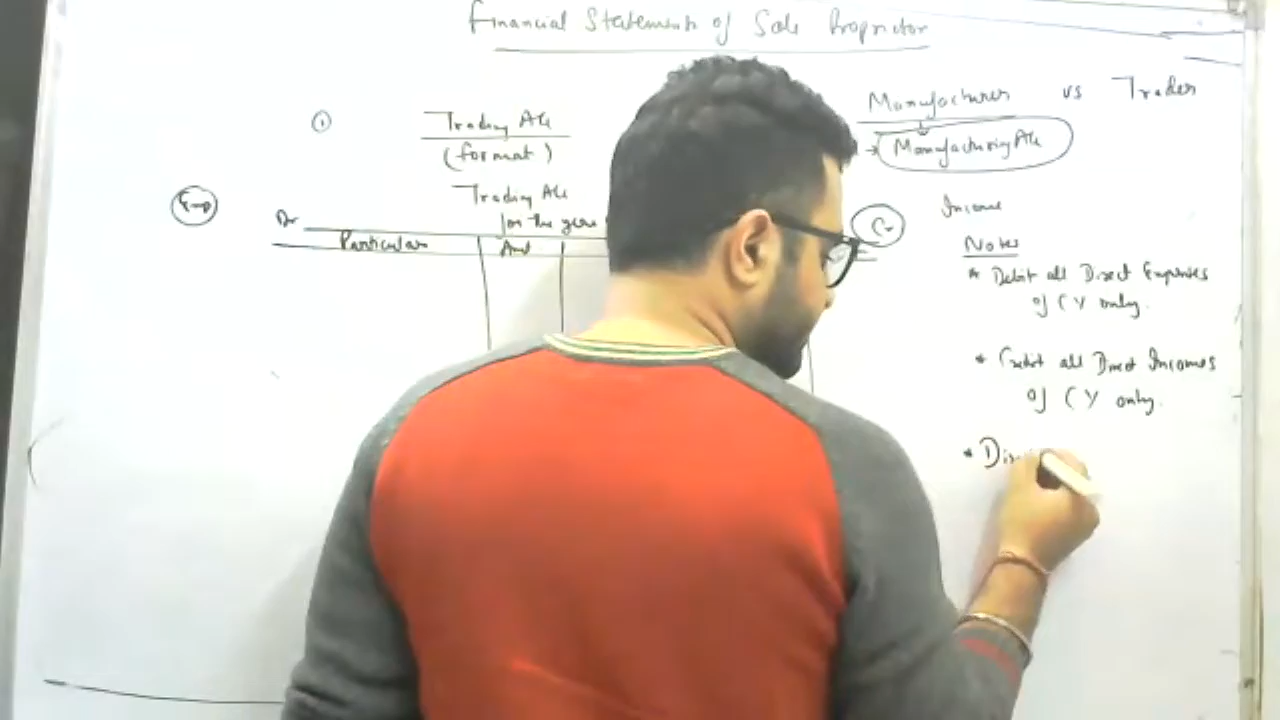 Financial Statements of Sole Proprietor
Manufacturer vs Trader
①
Trading A/c
(format)
→ Manufacturing A/c
Trading A/c
for the year
Exp
Dr
Cr
Income
Particulars
Amt
Notes
* Debit all Direct Expenses
of CY only.
* Credit all Direct Incomes
of CY only.
* Dir